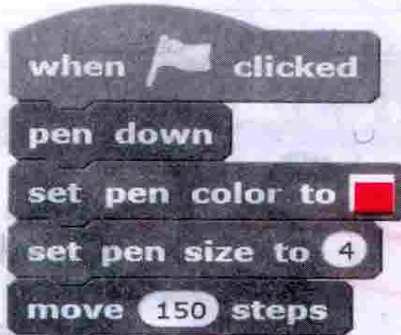 when clicked
pen down
set pen color to
set pen size to 4
move 150 steps